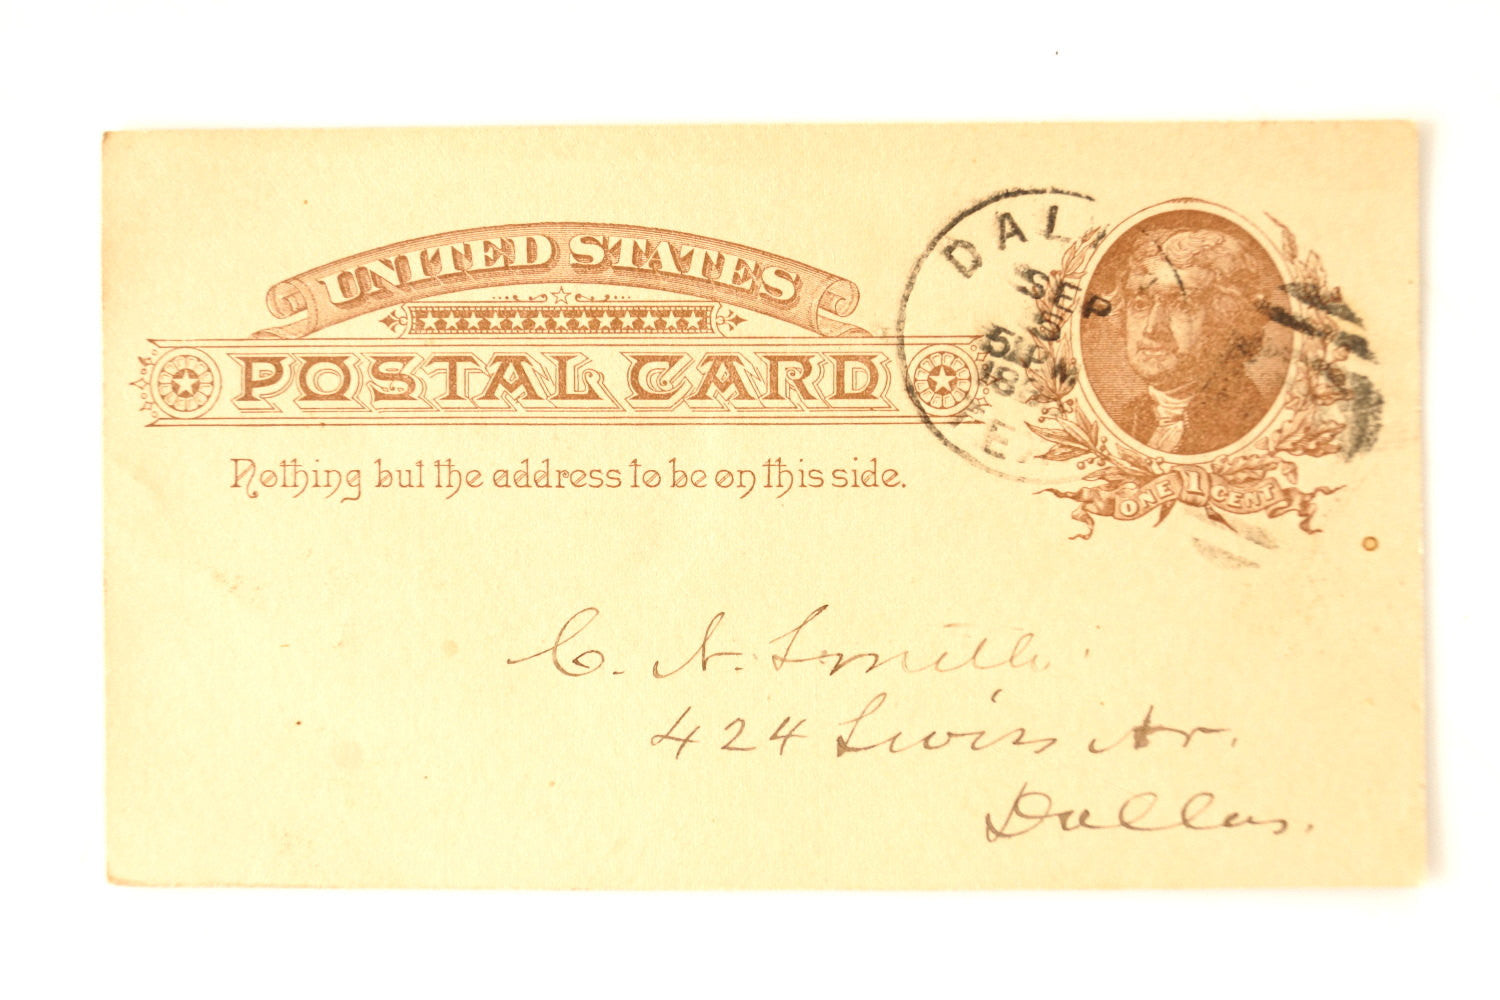 UNITED STATES
POSTAL CARD
Nothing but the address to be on this side.
DAL
SEP
5 P
ONE 1 CENT
C. N. Smith
424 Swiss Av.
Dallas.